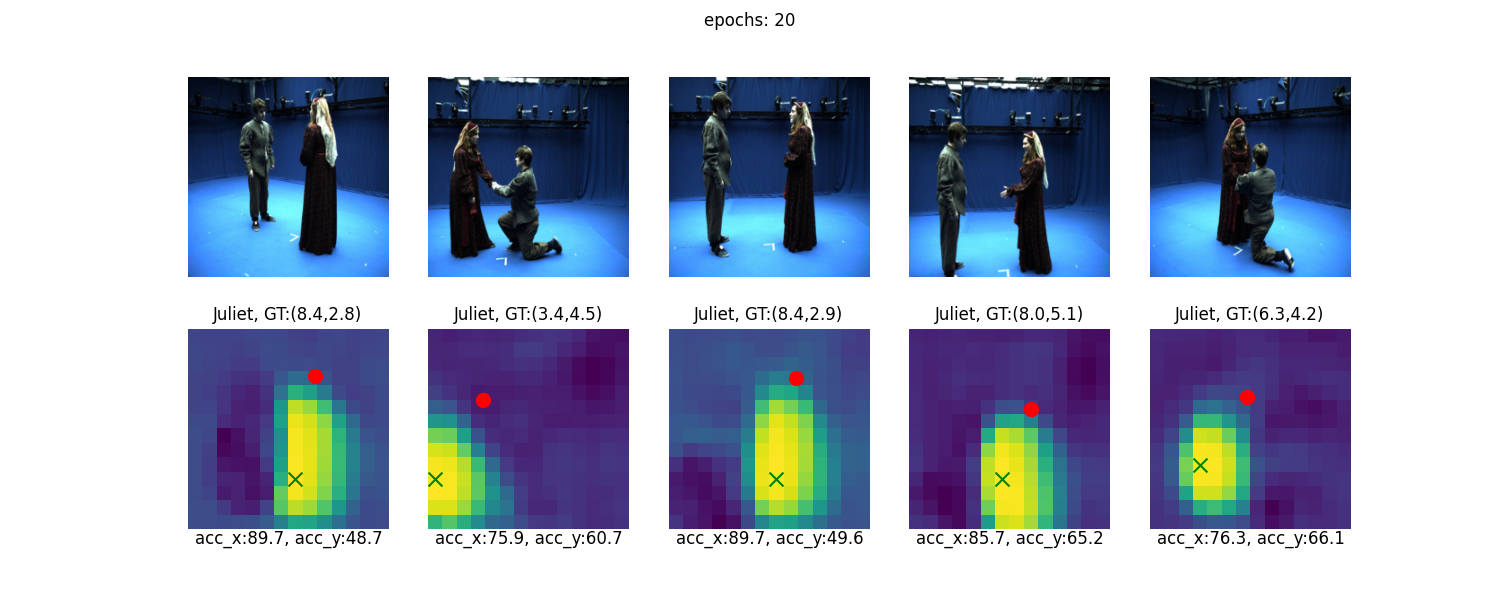 epochs: 20
Juliet, GT:(8.4,2.8)
Juliet, GT:(3.4,4.5)
Juliet, GT:(8.4,2.9)
Juliet, GT:(8.0,5.1)
Juliet, GT:(6.3,4.2)
acc_x:89.7, acc_y:48.7
acc_x:75.9, acc_y:60.7
acc_x:89.7, acc_y:49.6
acc_x:85.7, acc_y:65.2
acc_x:76.3, acc_y:66.1